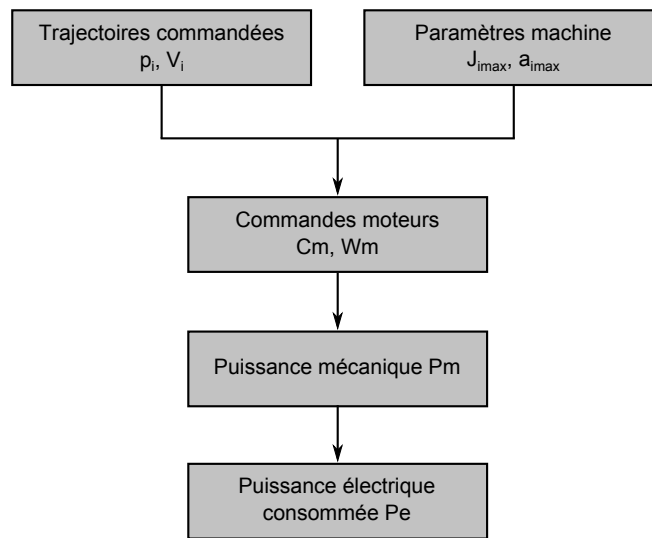 Trajectoires commandées
pᵢ, Vᵢ
Paramètres machine
Jᵢₘₐₓ, aᵢₘₐₓ
Commandes moteurs
Cm, Wm
Puissance mécanique Pm
Puissance électrique
consommée Pe